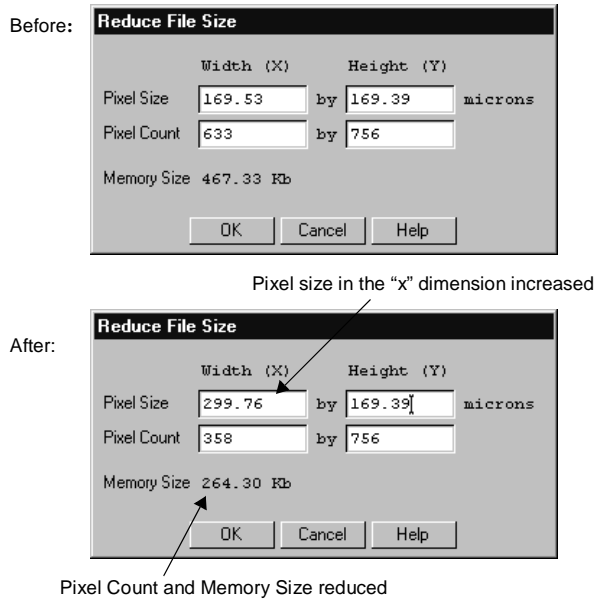 Before:
Reduce File Size
Width (X) Height (Y)
Pixel Size 169.53 by 169.39 microns
Pixel Count 633 by 756
Memory Size 467.33 Kb
OK Cancel Help
Pixel size in the “x” dimension increased
After:
Reduce File Size
Width (X) Height (Y)
Pixel Size 299.76 by 169.39 microns
Pixel Count 358 by 756
Memory Size 264.30 Kb
OK Cancel Help
Pixel Count and Memory Size reduced